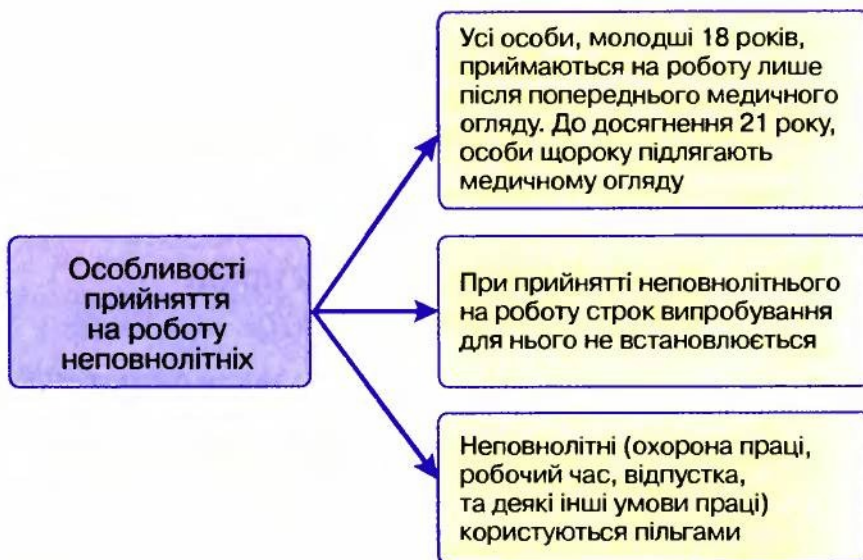 Усі особи, молодші 18 років,
приймаються на роботу лише
після попереднього медичного
огляду. До досягнення 21 року,
особи щороку підлягають
медичному огляду
Особливості
прийняття
на роботу
неповнолітніх
При прийнятті неповнолітнього
на роботу строк випробування
для нього не встановлюється
Неповнолітні (охорона праці,
робочий час, відпустка,
та деякі інші умови праці)
користуються пільгами